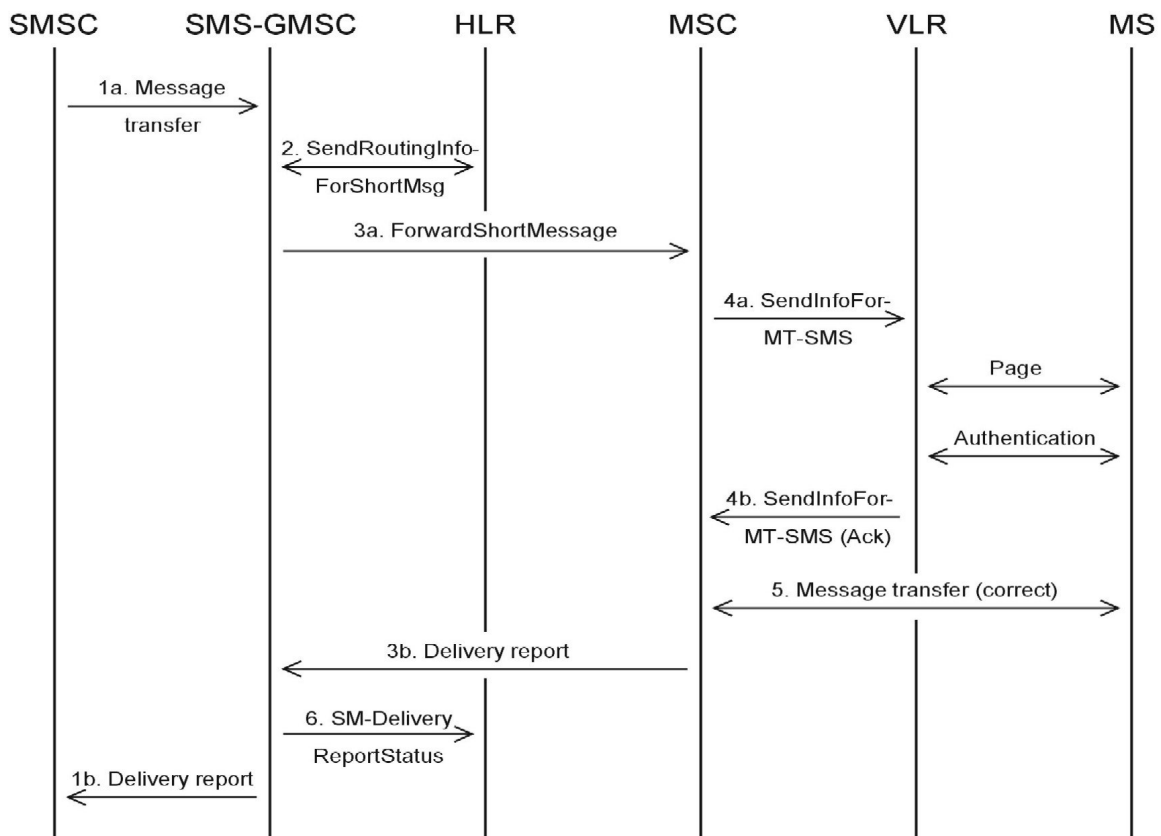 SMSC SMS-GMSC HLR MSC VLR MS
1a. Message
transfer
2. SendRoutingInfo-
ForShortMsg
3a. ForwardShortMessage
4a. SendInfoFor-
MT-SMS
Page
Authentication
4b. SendInfoFor-
MT-SMS (Ack)
5. Message transfer (correct)
3b. Delivery report
6. SM-Delivery
ReportStatus
1b. Delivery report